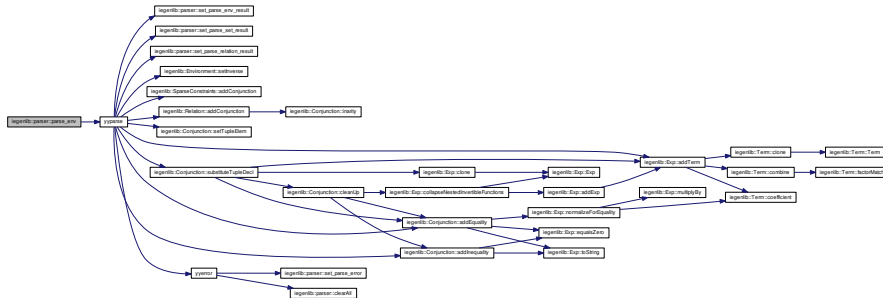 iegenlib::parser::set_parse_env_result
iegenlib::parser::set_parse_set_result
iegenlib::parser::set_parse_relation_result
iegenlib::Environment::setInverse
iegenlib::SparseConstraints::addConjunction
iegenlib::parser::parse_env
yyparse
iegenlib::Relation::addConjunction
iegenlib::Conjunction::inarity
iegenlib::Conjunction::setTupleElem
iegenlib::Term::clone
iegenlib::Term::Term
iegenlib::Exp::addTerm
iegenlib::Conjunction::substituteTupleDecl
iegenlib::Exp::clone
iegenlib::Exp::Exp
iegenlib::Term::combine
iegenlib::Term::factorMatches
iegenlib::Conjunction::cleanUp
iegenlib::Exp::collapseNestedInvertibleFunctions
iegenlib::Exp::addExp
iegenlib::Exp::multiplyBy
iegenlib::Term::coefficient
iegenlib::Exp::normalizeForEquality
iegenlib::Conjunction::addEquality
iegenlib::Exp::equalsZero
iegenlib::Conjunction::addInequality
iegenlib::Exp::toString
yyerror
iegenlib::parser::set_parse_error
iegenlib::parser::clearAll